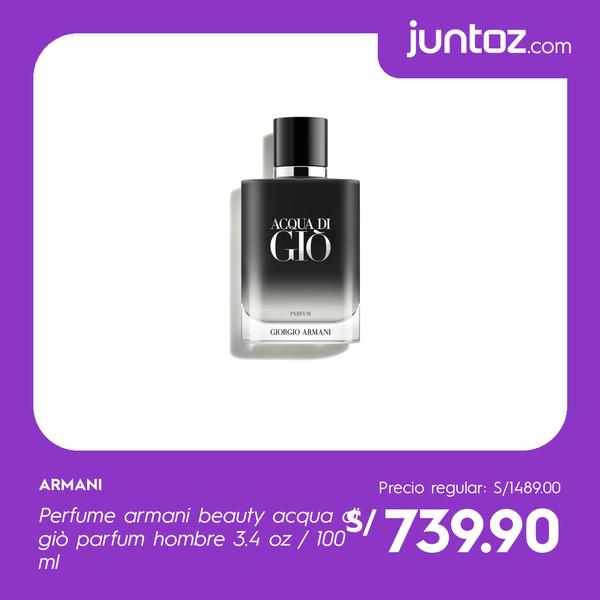 juntoz.com
ACQUA DI
GIÒ
PARFUM
GIORGIO ARMANI
ARMANI
Perfume armani beauty acqua di
giò parfum hombre 3.4 oz / 100
ml
Precio regular: S/1489.00
S/ 739.90